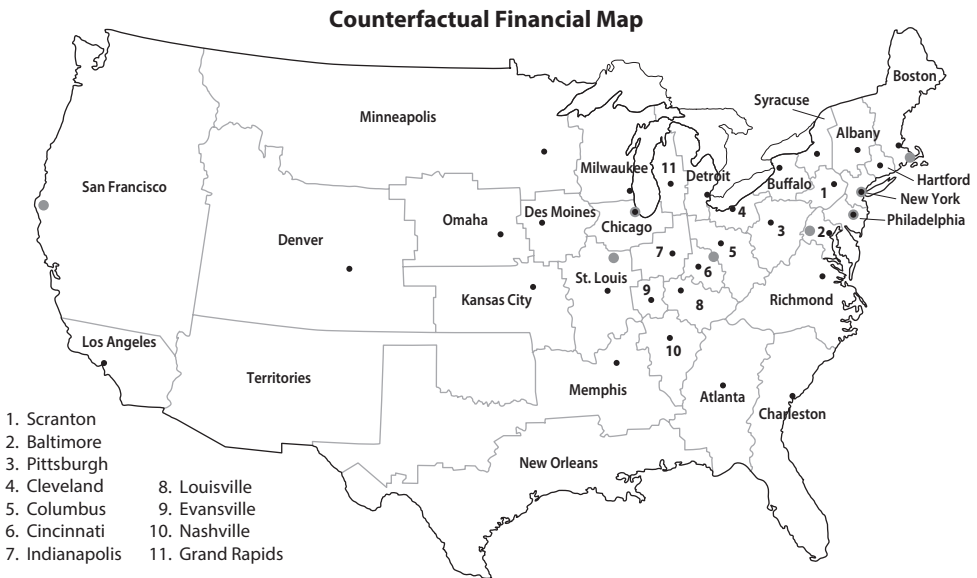 Counterfactual Financial Map
Boston
Syracuse
Minneapolis
Albany
Milwaukee
11
Detroit
Buffalo
Hartford
San Francisco
1
New York
Omaha
Des Moines
4
Philadelphia
Chicago
3
2
Denver
7
5
St. Louis
6
Kansas City
9
8
Richmond
Los Angeles
10
Territories
Memphis
Atlanta
Charleston
New Orleans
1. Scranton
2. Baltimore
3. Pittsburgh
4. Cleveland
5. Columbus
6. Cincinnati
7. Indianapolis
8. Louisville
9. Evansville
10. Nashville
11. Grand Rapids